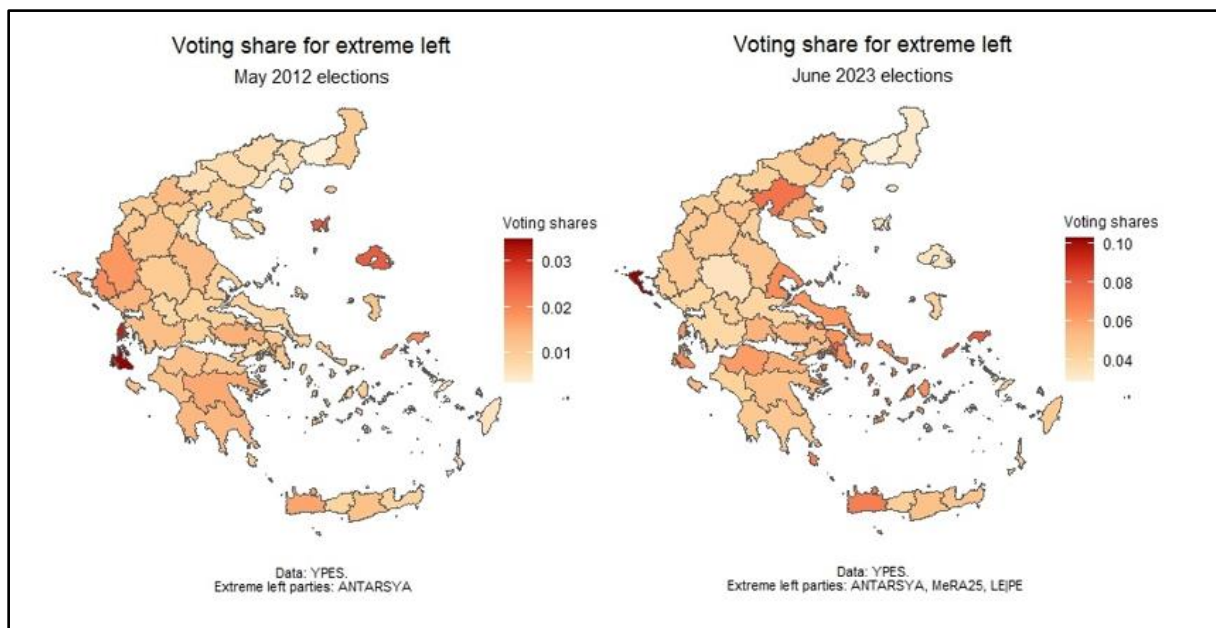 Voting share for extreme left
May 2012 elections
Voting shares
0.03
0.02
0.01
Data: YPES.
Extreme left parties: ANTARSYA
Voting share for extreme left
June 2023 elections
Voting shares
0.10
0.08
0.06
0.04
Data: YPES.
Extreme left parties: ANTARSYA, MeRA25, LE|PE